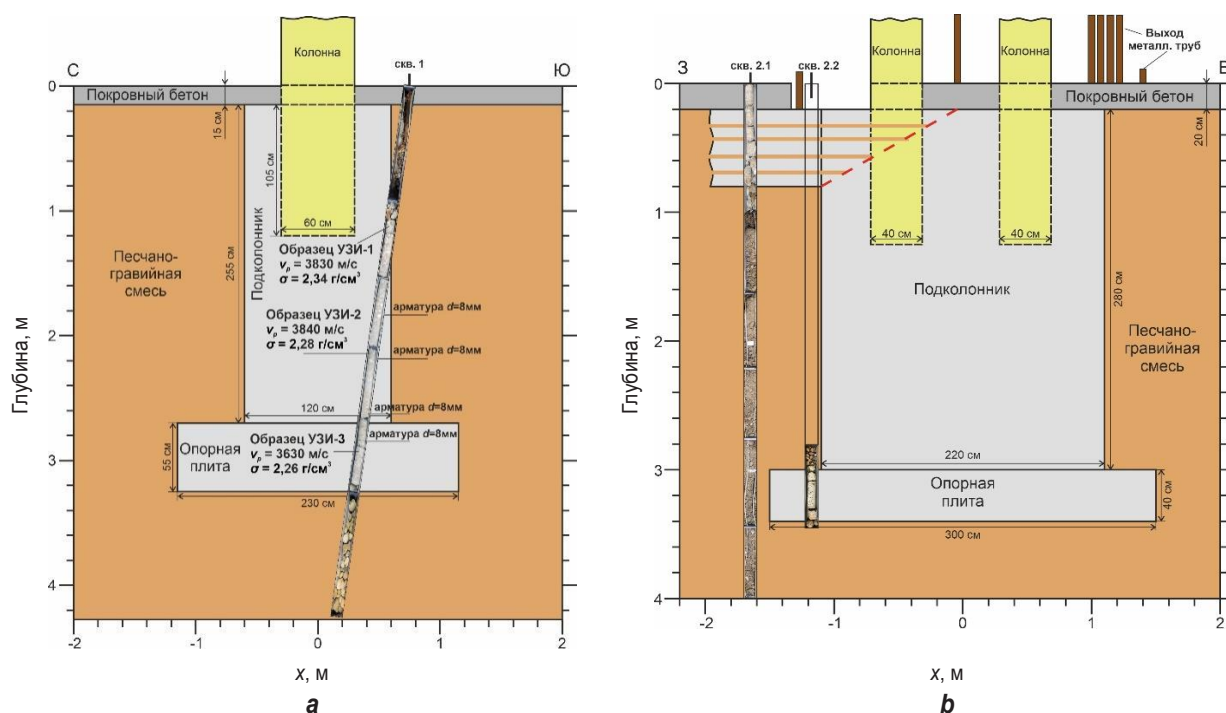 Колонна
скв. 1
С
Ю
0
Покровный бетон
15 см
105 см
60 см
1
Подколонник
255 см
Песчано-
гравийная
смесь
Образец УЗИ-1
vp = 3830 м/с
σ = 2,34 г/см³
арматура d=8мм
Образец УЗИ-2
vp = 3840 м/с
σ = 2,28 г/см³
арматура d=8мм
2
Глубина, м
120 см
арматура d=8мм
арматура d=8мм
Образец УЗИ-3
vp = 3630 м/с
σ = 2,26 г/см³
Опорная
плита
55 см
3
230 см
4
-2
-1
0
1
2
x, м
a
Выход
металл. труб
Колонна
Колонна
З
скв. 2.1
скв. 2.2
В
0
Покровный бетон
20 см
1
40 см
40 см
Подколонник
280 см
Песчано-
гравийная
смесь
2
Глубина, м
220 см
3
Опорная
плита
40 см
300 см
4
-2
-1
0
1
2
x, м
b